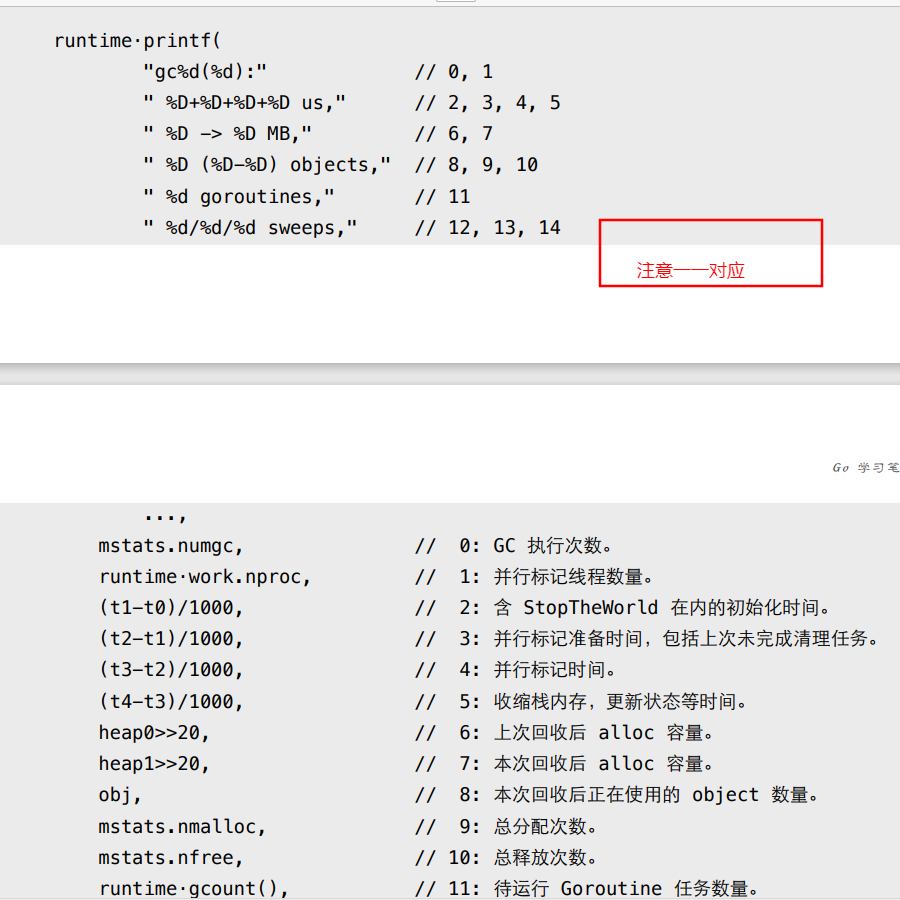 runtime·printf(
"gc%d(%d):" // 0, 1
" %D+%D+%D+%D us," // 2, 3, 4, 5
" %D -> %D MB," // 6, 7
" %D (%D-%D) objects," // 8, 9, 10
" %d goroutines," // 11
" %d/%d/%d sweeps," // 12, 13, 14
注意一一对应
Go 学习笔
...,
mstats.numgc, // 0: GC 执行次数。
runtime·work.nproc, // 1: 并行标记线程数量。
(t1-t0)/1000, // 2: 含 StopTheWorld 在内的初始化时间。
(t2-t1)/1000, // 3: 并行标记准备时间，包括上次未完成清理任务。
(t3-t2)/1000, // 4: 并行标记时间。
(t4-t3)/1000, // 5: 收缩栈内存，更新状态等时间。
heap0>>20, // 6: 上次回收后 alloc 容量。
heap1>>20, // 7: 本次回收后 alloc 容量。
obj, // 8: 本次回收后正在使用的 object 数量。
mstats.nmalloc, // 9: 总分配次数。
mstats.nfree, // 10: 总释放次数。
runtime·gcount(), // 11: 待运行 Goroutine 任务数量。